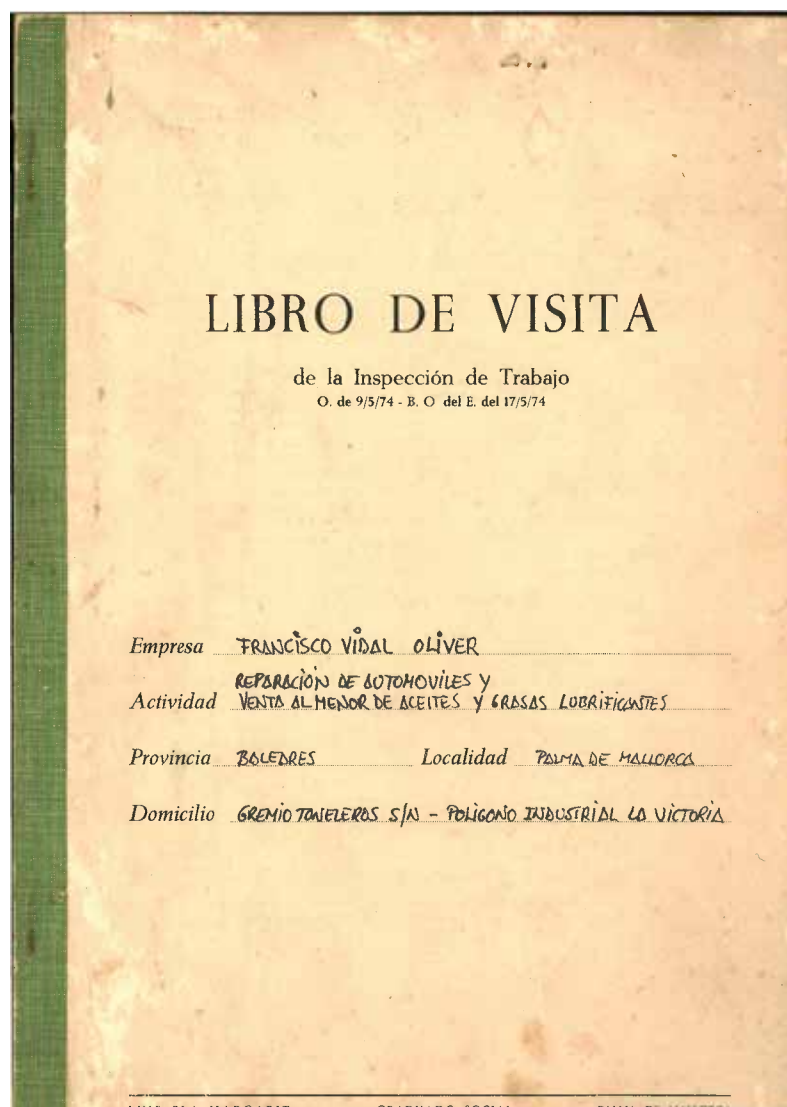 LIBRO DE VISITA
de la Inspección de Trabajo
O. de 9/5/74 - B. O del E. del 17/5/74
Empresa FRANCISCO VIDAL OLIVER
REPARACIÓN DE AUTOMOVILES Y
Actividad VENTA AL MENOR DE ACEITES Y GRASAS LUBRIFICANTES
Provincia BALEARES Localidad PALMA DE MALLORCA
Domicilio GREMIO TONELEROS S/N - POLIGONO INDUSTRIAL LA VICTORIA